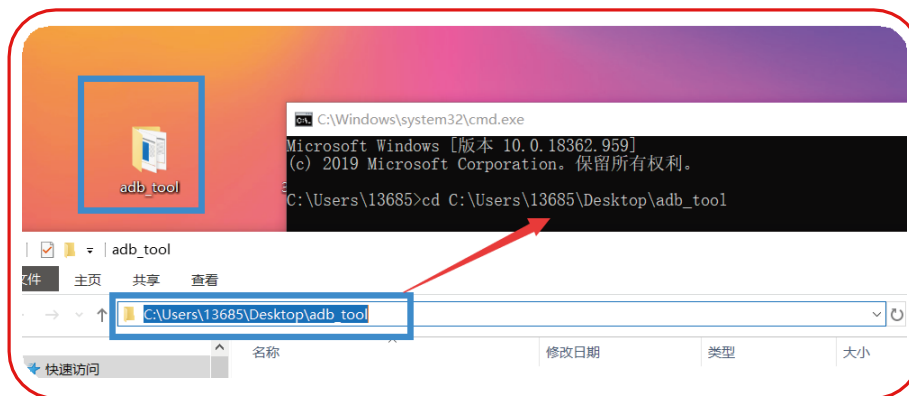 adb_tool
C:\Windows\system32\cmd.exe
Microsoft Windows [版本 10.0.18362.959]
(c) 2019 Microsoft Corporation。保留所有权利。
C:\Users\13685>cd C:\Users\13685\Desktop\adb_tool
adb_tool
文件 主页 共享 查看
C:\Users\13685\Desktop\adb_tool
名称 修改日期 类型 大小
快速访问